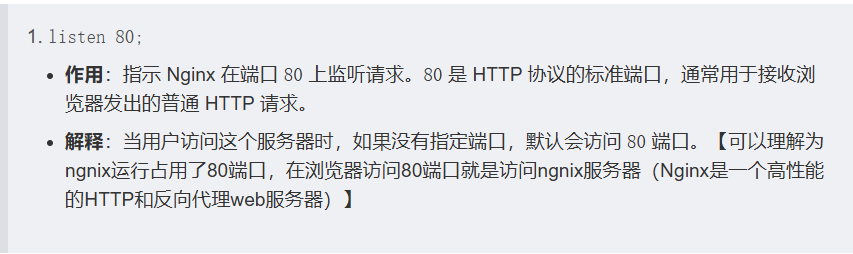 1. listen 80;
• 作用：指示 Nginx 在端口 80 上监听请求。80 是 HTTP 协议的标准端口，通常用于接收浏
览器发出的普通 HTTP 请求。
• 解释：当用户访问这个服务器时，如果没有指定端口，默认会访问 80 端口。【可以理解为
ngnix运行占用了80端口，在浏览器访问80端口就是访问ngnix服务器（Nginx是一个高性能
的HTTP和反向代理web服务器）】